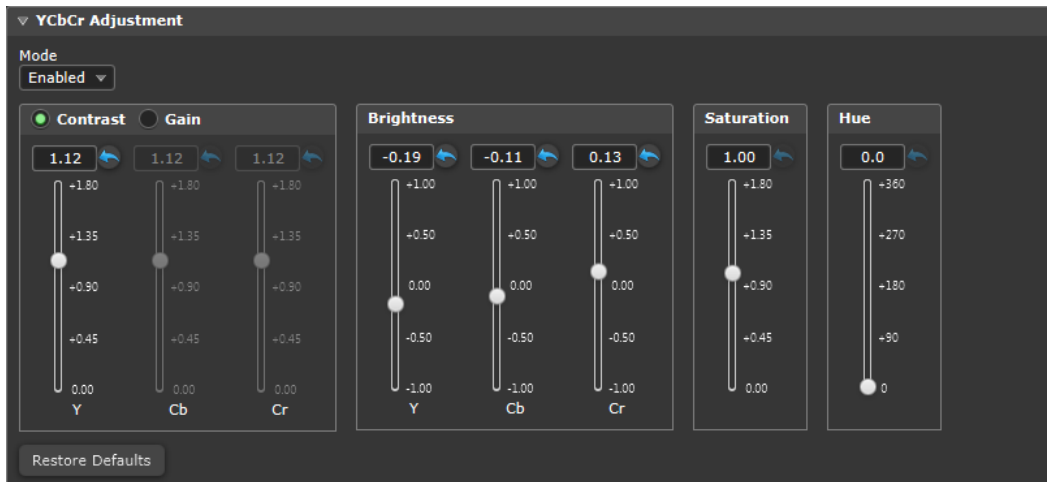 YCbCr Adjustment
Mode
Enabled
Contrast Gain
1.12 1.12 1.12
+1.80 +1.80 +1.80
+1.35 +1.35 +1.35
+0.90 +0.90 +0.90
+0.45 +0.45 +0.45
0.00 0.00 0.00
Y Cb Cr
Brightness
-0.19 -0.11 0.13
+1.00 +1.00 +1.00
+0.50 +0.50 +0.50
0.00 0.00 0.00
-0.50 -0.50 -0.50
-1.00 -1.00 -1.00
Y Cb Cr
Saturation
1.00
+1.80
+1.35
+0.90
+0.45
0.00
Hue
0.0
+360
+270
+180
+90
0
Restore Defaults